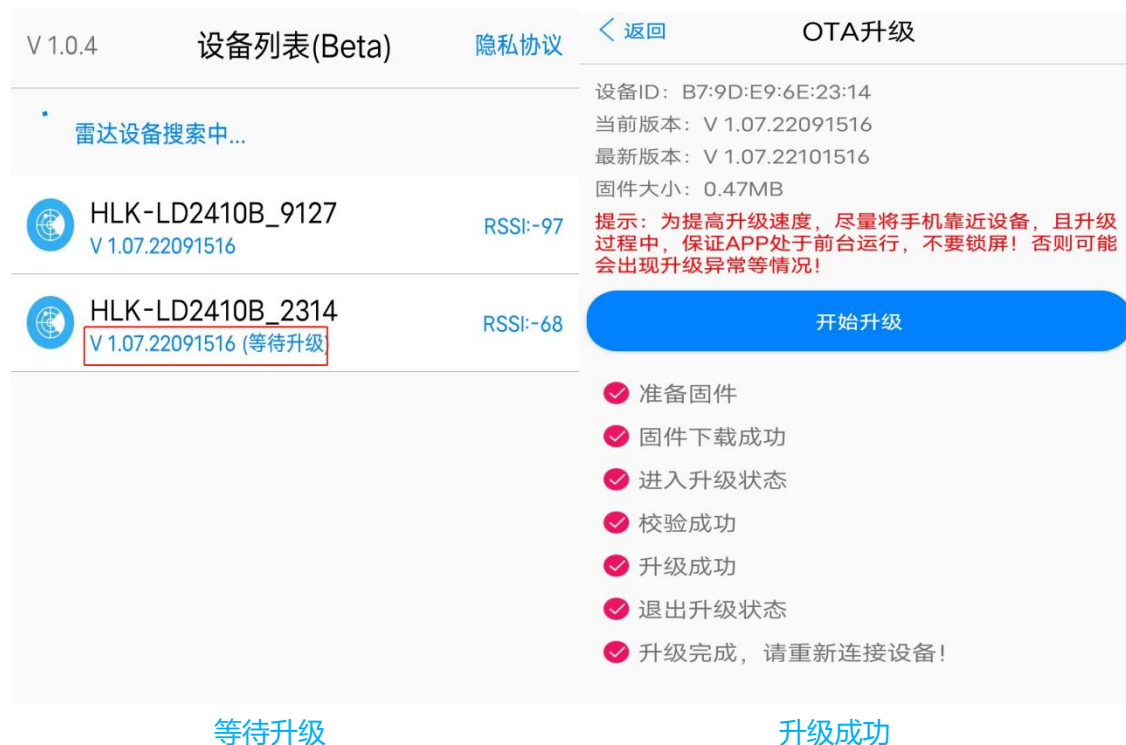 V 1.0.4 设备列表(Beta) 隐私协议
雷达设备搜索中...
HLK-LD2410B_9127
V 1.07.22091516
RSSI:-97
HLK-LD2410B_2314
V 1.07.22091516 (等待升级)
RSSI:-68
等待升级
返回 OTA升级
设备ID: B7:9D:E9:6E:23:14
当前版本: V 1.07.22091516
最新版本: V 1.07.22101516
固件大小: 0.47MB
提示:为提高升级速度,尽量将手机靠近设备,且升级
过程中,保证APP处于前台运行,不要锁屏!否则可能
会出现升级异常等情况!
开始升级
准备固件
固件下载成功
进入升级状态
校验成功
升级成功
退出升级状态
升级完成,请重新连接设备!
升级成功